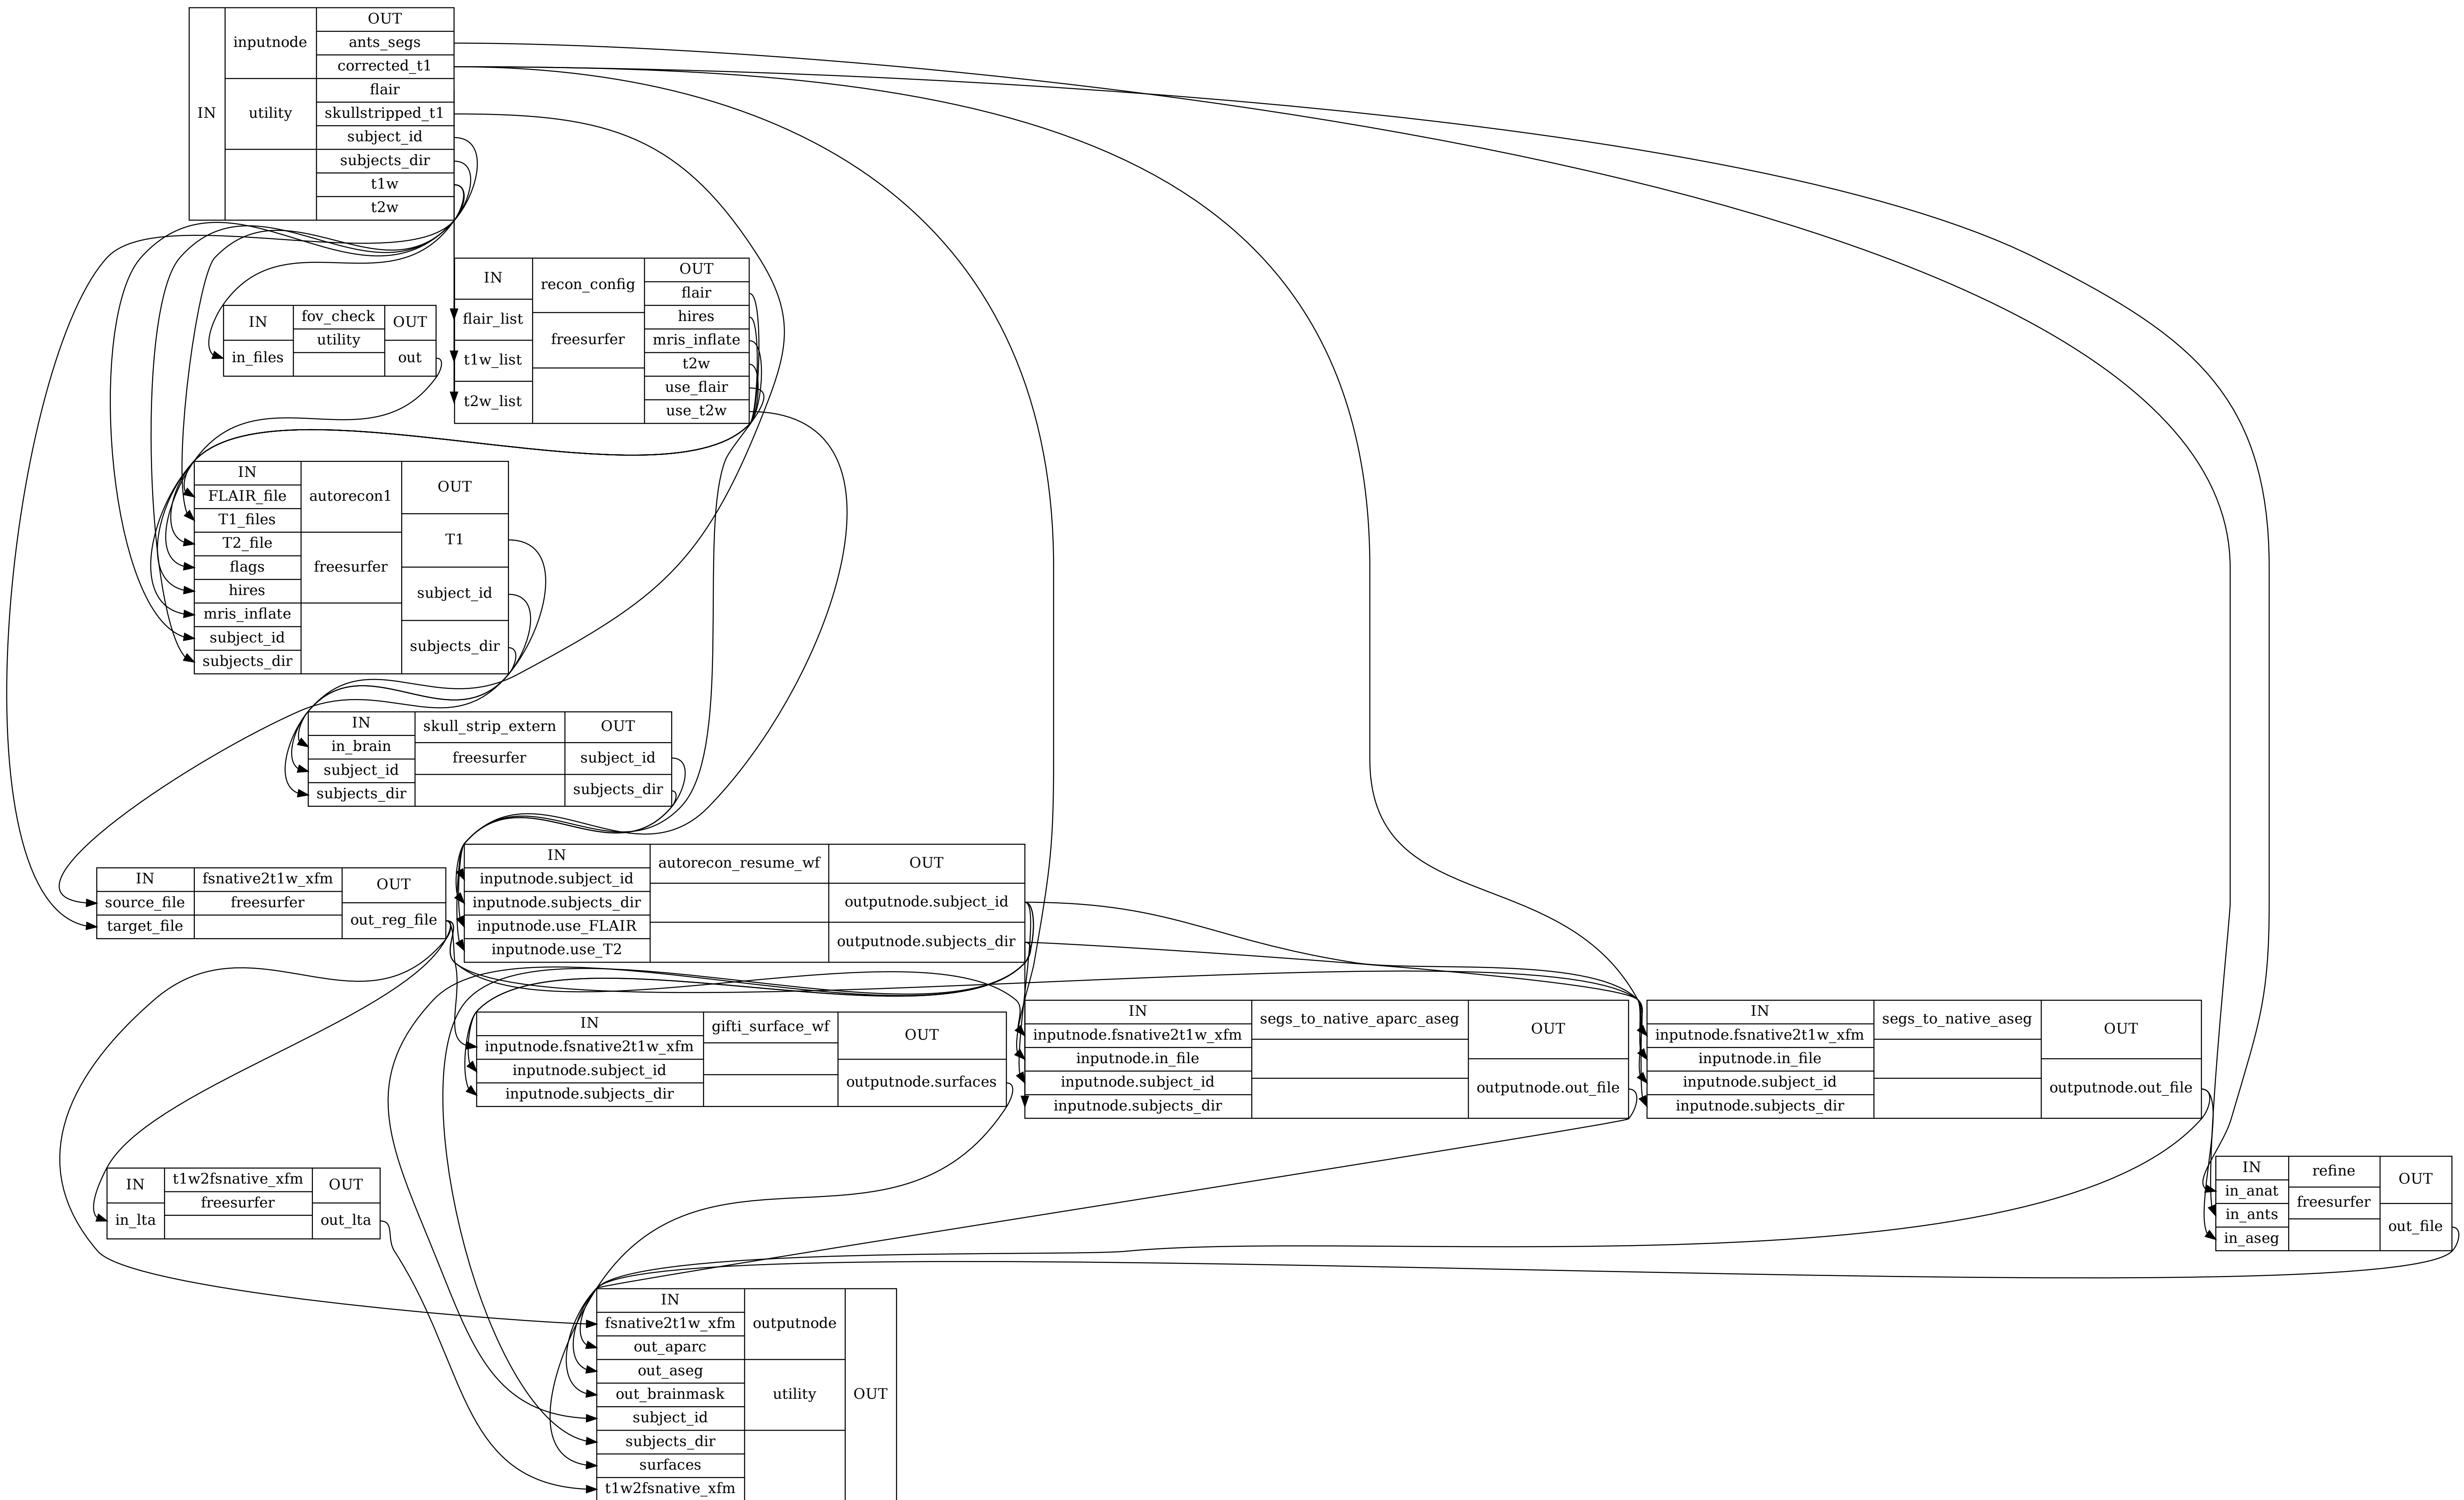 IN
inputnode
utility
OUT
ants_segs
corrected_t1
flair
skullstripped_t1
subject_id
subjects_dir
t1w
t2w
IN
flair_list
t1w_list
t2w_list
recon_config
freesurfer
OUT
flair
hires
mris_inflate
t2w
use_flair
use_t2w
IN
in_files
fov_check
utility
OUT
out
IN
FLAIR_file
T1_files
T2_file
flags
hires
mris_inflate
subject_id
subjects_dir
autorecon1
freesurfer
OUT
T1
subject_id
subjects_dir
IN
in_brain
subject_id
subjects_dir
skull_strip_extern
freesurfer
OUT
subject_id
subjects_dir
IN
source_file
target_file
fsnative2t1w_xfm
freesurfer
OUT
out_reg_file
IN
inputnode.subject_id
inputnode.subjects_dir
inputnode.use_FLAIR
inputnode.use_T2
autorecon_resume_wf
OUT
outputnode.subject_id
outputnode.subjects_dir
IN
inputnode.fsnative2t1w_xfm
inputnode.subject_id
inputnode.subjects_dir
gifti_surface_wf
OUT
outputnode.surfaces
IN
inputnode.fsnative2t1w_xfm
inputnode.in_file
inputnode.subject_id
inputnode.subjects_dir
segs_to_native_aparc_aseg
OUT
outputnode.out_file
IN
inputnode.fsnative2t1w_xfm
inputnode.in_file
inputnode.subject_id
inputnode.subjects_dir
segs_to_native_aseg
OUT
outputnode.out_file
IN
in_lta
t1w2fsnative_xfm
freesurfer
OUT
out_lta
IN
in_anat
in_ants
in_aseg
refine
freesurfer
OUT
out_file
IN
fsnative2t1w_xfm
out_aparc
out_aseg
out_brainmask
subject_id
subjects_dir
surfaces
t1w2fsnative_xfm
outputnode
utility
OUT